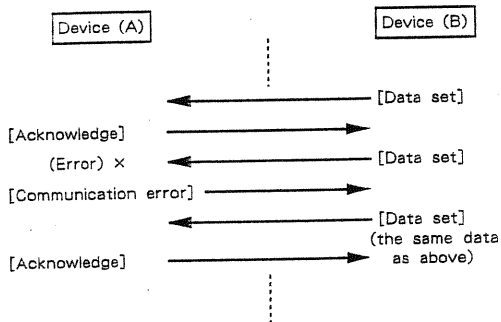 Device (A)
Device (B)
[Data set]
[Acknowledge]
(Error) ×
[Data set]
[Communication error]
[Data set]
(the same data
as above)
[Acknowledge]